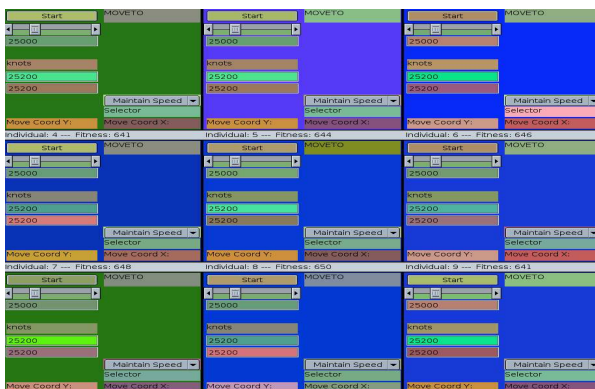 Start MOVETO Start MOVETO Start MOVETO
25000 25000 25000
knots knots knots
25200 25200 25200
25200 25200 25200
Maintain Speed Maintain Speed Maintain Speed
Selector Selector Selector
Move Coord Y: Move Coord X: Move Coord Y: Move Coord X: Move Coord Y: Move Coord X:
Individual: 4 --- Fitness: 641 Individual: 5 --- Fitness: 644 Individual: 6 --- Fitness: 646
Start MOVETO Start MOVETO Start MOVETO
25000 25000 25000
knots knots knots
25200 25200 25200
25200 25200 25200
Maintain Speed Maintain Speed Maintain Speed
Selector Selector Selector
Move Coord Y: Move Coord X: Move Coord Y: Move Coord X: Move Coord Y: Move Coord X:
Individual: 7 --- Fitness: 648 Individual: 8 --- Fitness: 650 Individual: 9 --- Fitness: 641
Start MOVETO Start MOVETO Start MOVETO
25000 25000 25000
knots knots knots
25200 25200 25200
25200 25200 25200
Maintain Speed Maintain Speed Maintain Speed
Selector Selector Selector
Move Coord Y: Move Coord X: Move Coord Y: Move Coord X: Move Coord Y: Move Coord X: